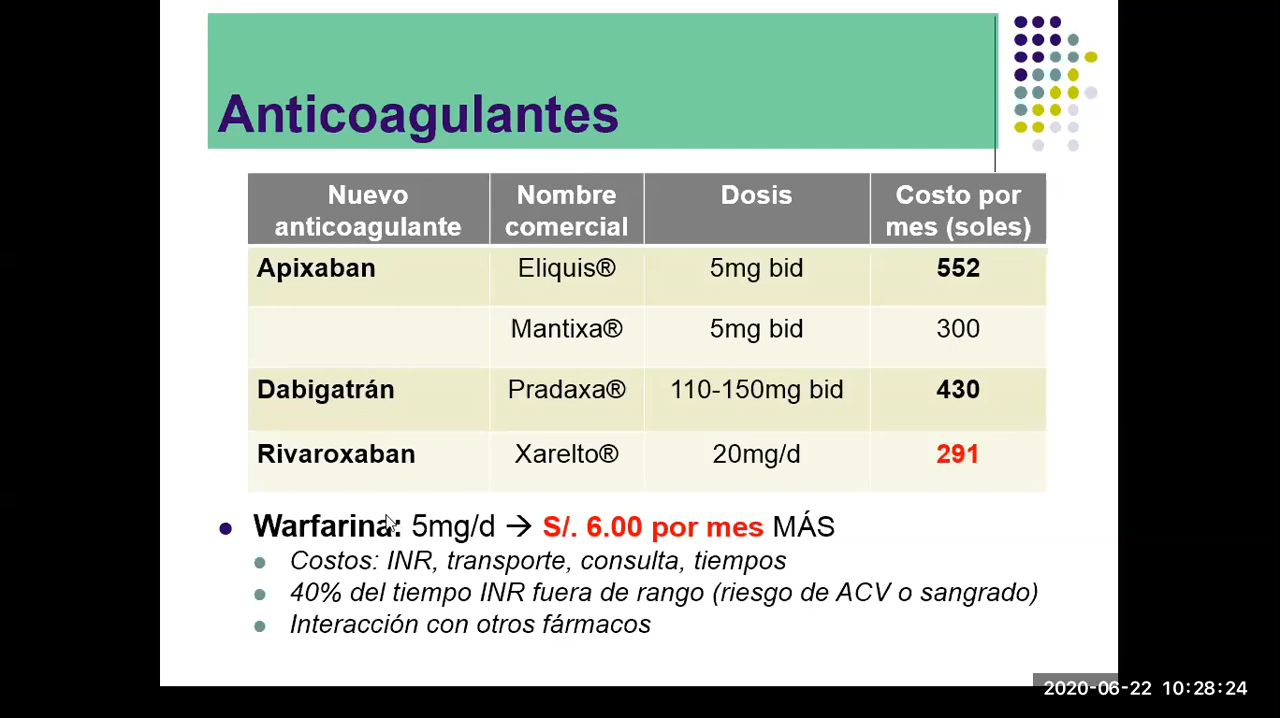 Anticoagulantes
Nuevo anticoagulante Nombre comercial Dosis Costo por mes (soles)
Apixaban Eliquis® 5mg bid 552
Mantixa® 5mg bid 300
Dabigatrán Pradaxa® 110-150mg bid 430
Rivaroxaban Xarelto® 20mg/d 291
Warfarina: 5mg/d → S/. 6.00 por mes MÁS
Costos: INR, transporte, consulta, tiempos
40% del tiempo INR fuera de rango (riesgo de ACV o sangrado)
Interacción con otros fármacos
2020-06-22 10:28:24